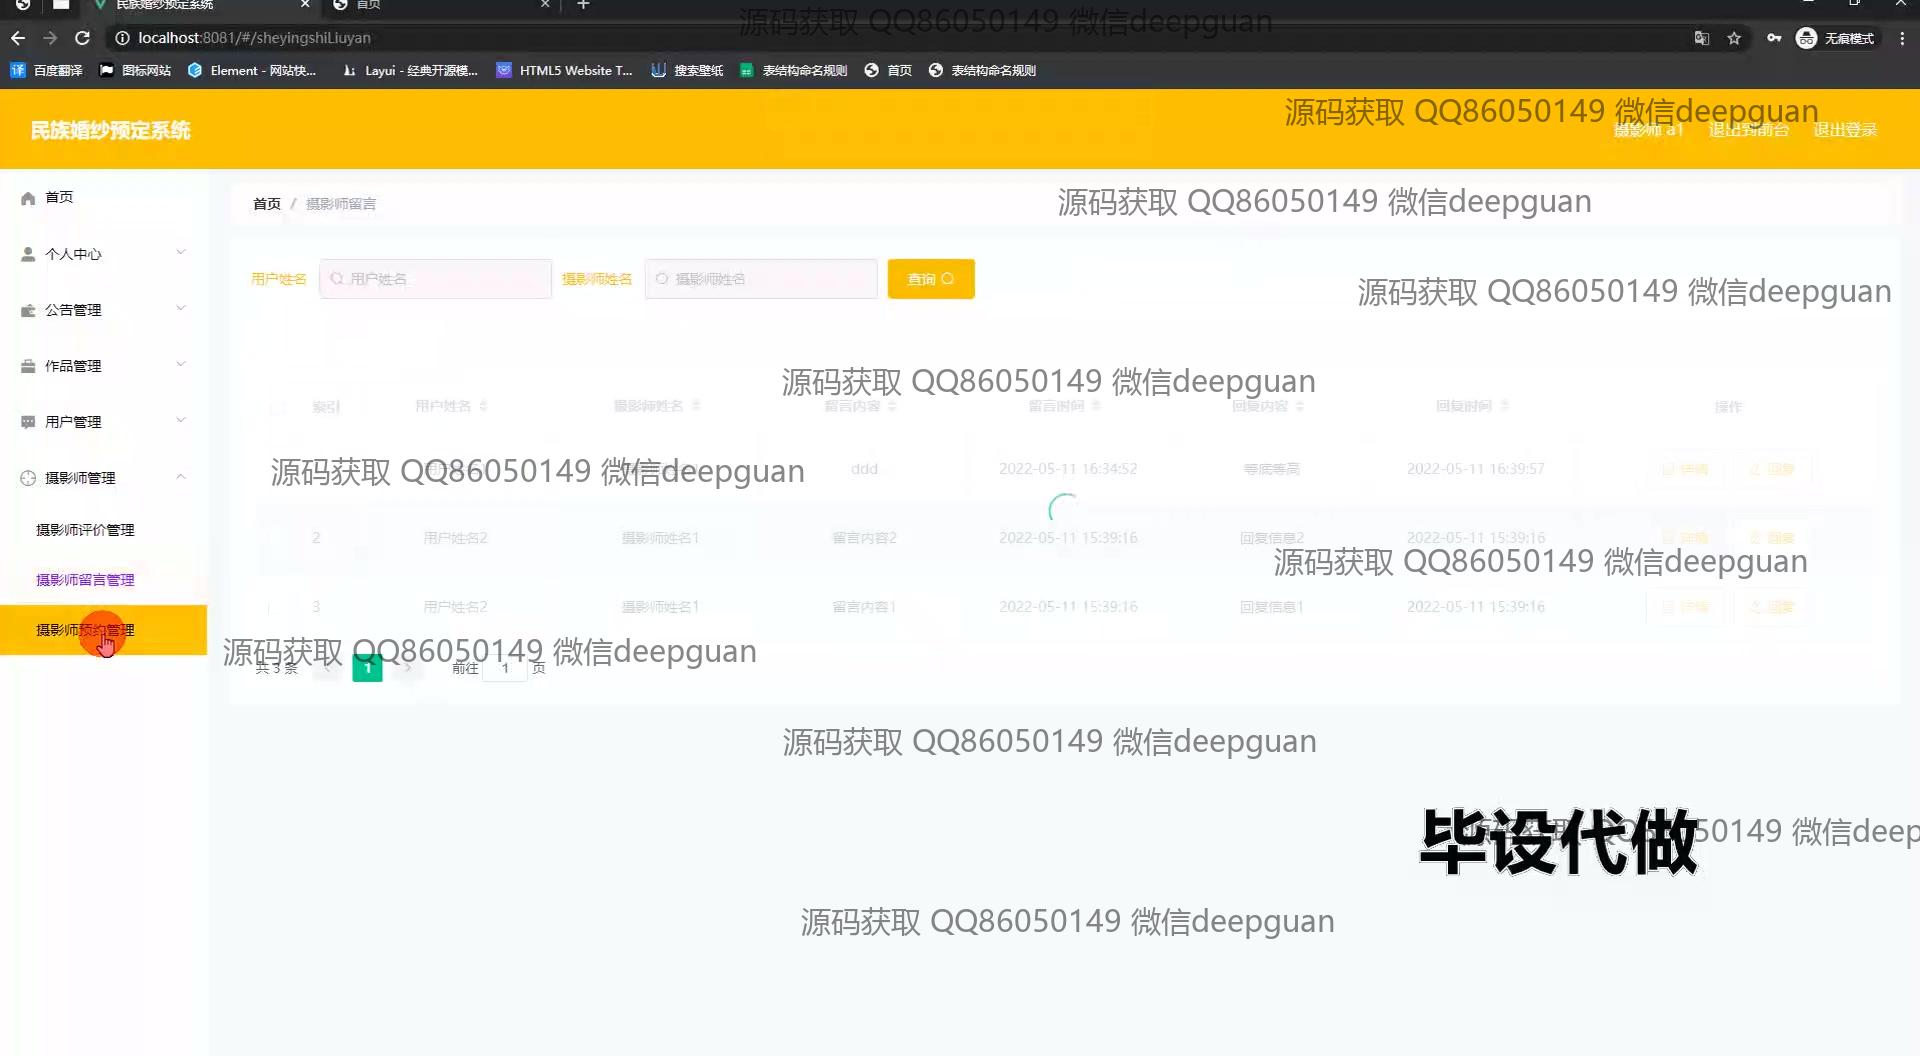 民族婚纱预定系统
首页
源码获取 QQ86050149 微信deepguan
localhost:8081/#/sheyingshiLiuyan
无痕模式
百度翻译
图标网站
Element - 网站快...
Layui - 经典开源模...
HTML5 Website T...
搜索壁纸
表结构命名规则
首页
表结构命名规则
源码获取 QQ86050149 微信deepguan
民族婚纱预定系统
摄影师 a1
退出到前台
退出登录
首页
首页 / 摄影师留言
源码获取 QQ86050149 微信deepguan
个人中心
用户姓名
用户姓名
摄影师姓名
摄影师姓名
查询
源码获取 QQ86050149 微信deepguan
公告管理
作品管理
源码获取 QQ86050149 微信deepguan
索引
用户姓名
摄影师姓名
留言内容
留言时间
回复内容
回复时间
操作
用户管理
源码获取 QQ86050149 微信deepguan
ddd
2022-05-11 16:34:52
等底等高
2022-05-11 16:39:57
详情
回复
摄影师管理
摄影师评价管理
2
用户姓名2
摄影师姓名1
留言内容2
2022-05-11 15:39:16
回复信息2
2022-05-11 15:39:16
详情
回复
源码获取 QQ86050149 微信deepguan
摄影师留言管理
3
用户姓名2
摄影师姓名1
留言内容1
2022-05-11 15:39:16
回复信息1
2022-05-11 15:39:16
详情
回复
摄影师预约管理
源码获取 QQ86050149 微信deepguan
共 3 条
1
前往 1 页
源码获取 QQ86050149 微信deepguan
毕设代做
源码获取 QQ86050149 微信deep
源码获取 QQ86050149 微信deepguan